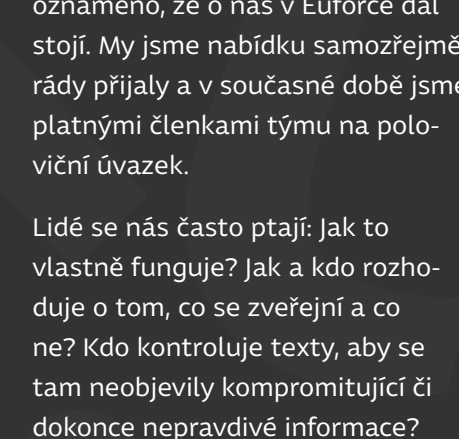 oznámeno, že o nás v Euforce dál
stojí. My jsme nabídku samozřejmě
rády přijaly a v současné době jsme
platnými členkami týmu na polo-
viční úvazek.
Lidé se nás často ptají: Jak to
vlastně funguje? Jak a kdo rozho-
duje o tom, co se zveřejní a co
ne? Kdo kontroluje texty, aby se
tam neobjevily kompromitující či
dokonce nepravdivé informace?